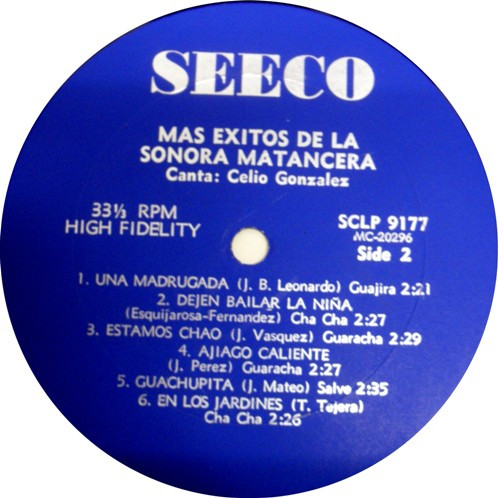 SEECO
MAS EXITOS DE LA
SONORA MATANCERA
Canta: Celio Gonzalez
33⅓ RPM
HIGH FIDELITY
SCLP 9177
MC-20296
Side 2
1. UNA MADRUGADA (J. B. Leonardo) Guajira 2:21
2. DEJEN BAILAR LA NIÑA
(Esquijarosa-Fernandez) Cha Cha 2:27
3. ESTAMOS CHAO (J. Vasquez) Guaracha 2:29
4. AJIAGO CALIENTE
(J. Perez) Guaracha 2:27
5. GUACHUPITA (J. Mateo) Salve 2:35
6. EN LOS JARDINES (T. Tejera)
Cha Cha 2:26